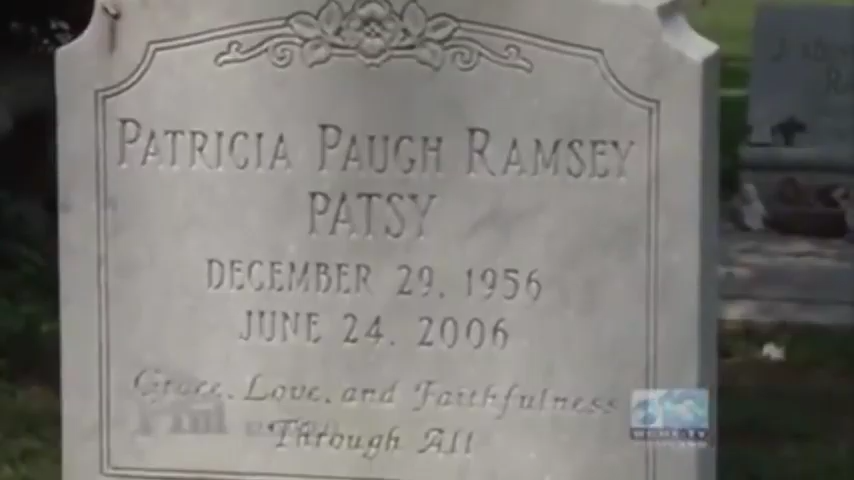 PATRICIA PAUGH RAMSEY
PATSY
DECEMBER 29, 1956
JUNE 24, 2006
Grace, Love, and Faithfulness
Through All